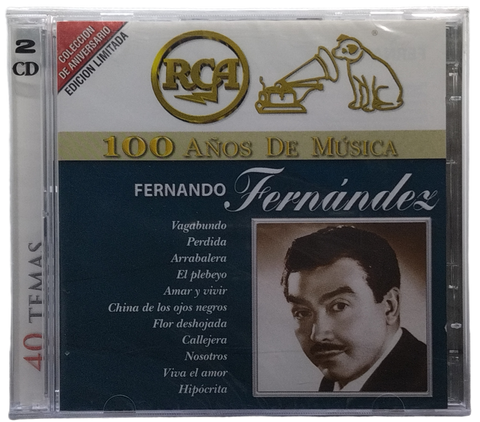 2
CD
COLECCION
DE ANIVERSARIO
EDICION LIMITADA
RCA
100 AÑOS DE MÚSICA
FERNANDO Fernández
Vagabundo
Perdida
Arrabalera
El plebeyo
Amar y vivir
China de los ojos negros
Flor deshojada
Callejera
Nosotros
Viva el amor
Hipócrita
40 TEMAS